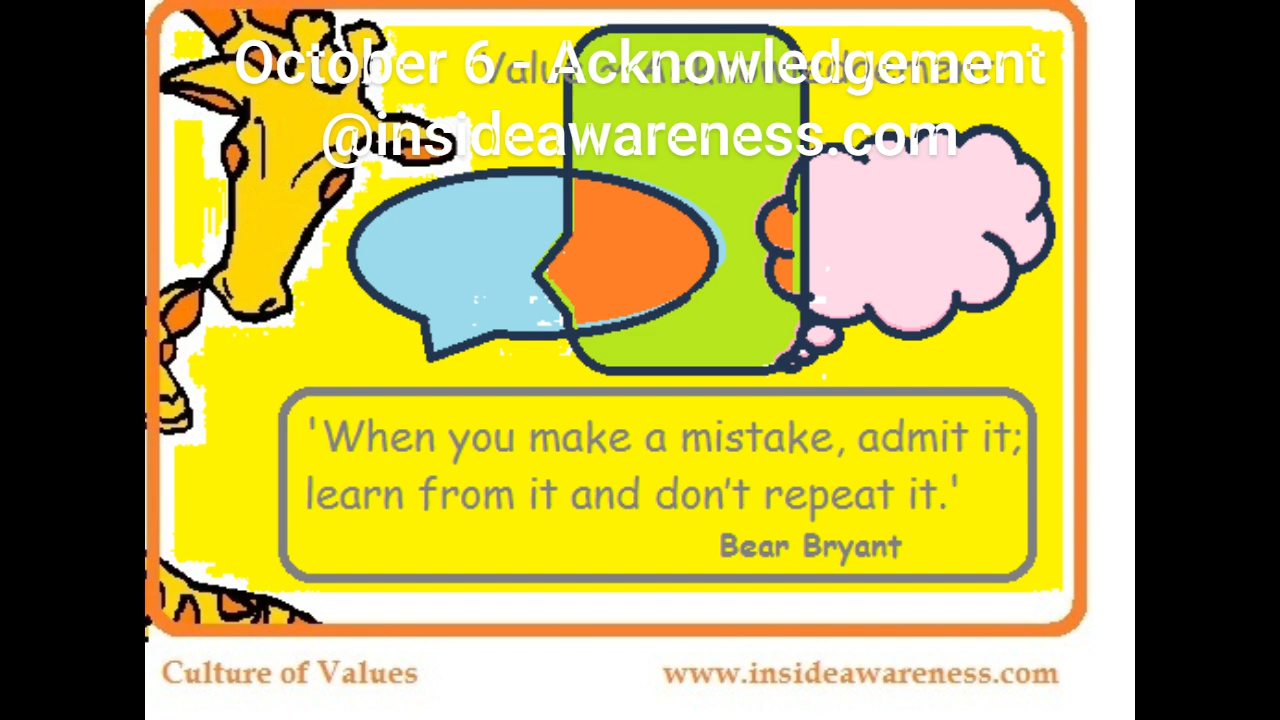 October 6 - Acknowledgement
@insideawareness.com
Value
'When you make a mistake, admit it;
learn from it and don't repeat it.'
Bear Bryant
Culture of Values
www.insideawareness.com